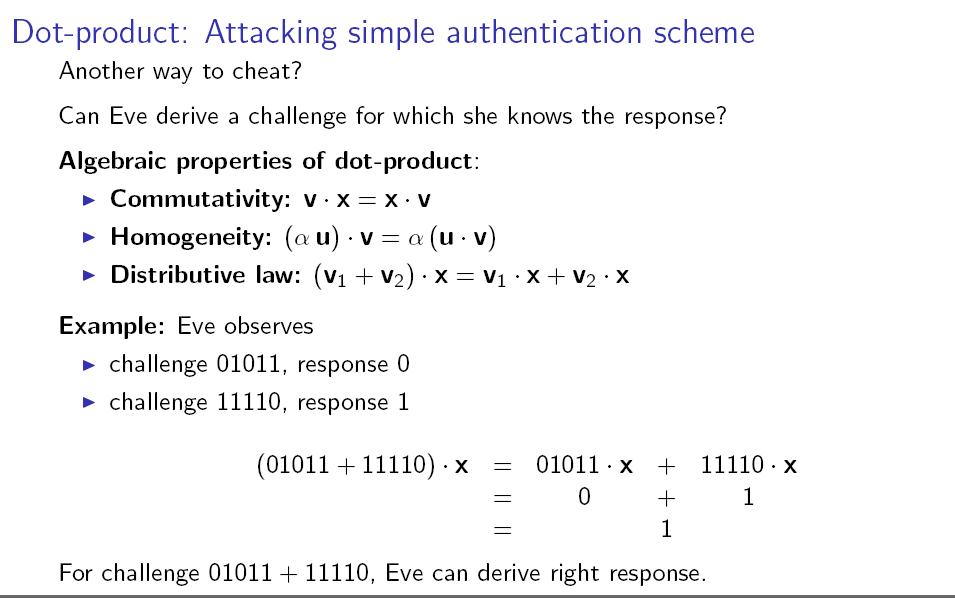 Dot-product: Attacking simple authentication scheme
Another way to cheat?
Can Eve derive a challenge for which she knows the response?
Algebraic properties of dot-product:
▶ Commutativity: v · x = x · v
▶ Homogeneity: (α u) · v = α (u · v)
▶ Distributive law: (v₁ + v₂) · x = v₁ · x + v₂ · x
Example: Eve observes
▶ challenge 01011, response 0
▶ challenge 11110, response 1
(01011 + 11110) · x = 01011 · x + 11110 · x
= 0 + 1
= 1
For challenge 01011 + 11110, Eve can derive right response.